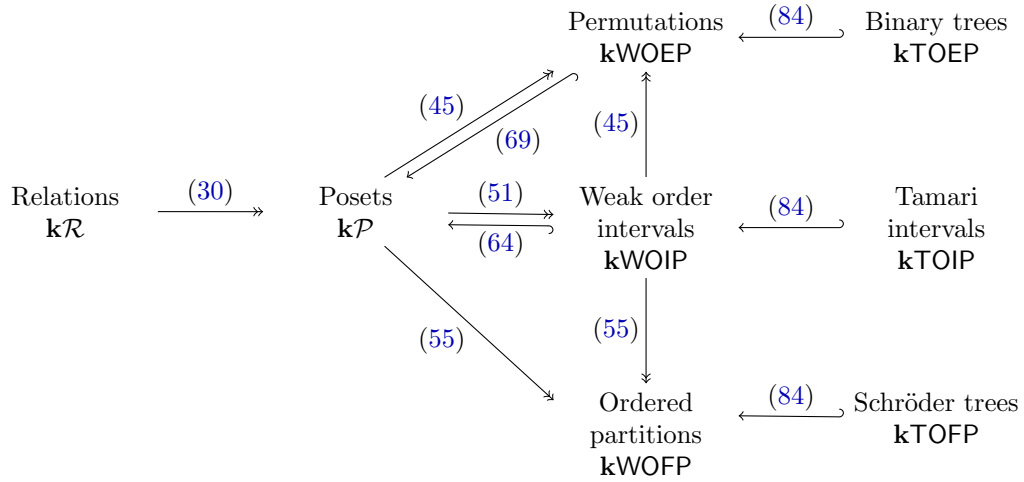 Permutations
kWOEP
(84)
Binary trees
kTOEP
(45)
(69)
(45)
Relations
k𝓡
(30)
Posets
k𝒫
(51)
(64)
Weak order
intervals
kWOIP
(84)
Tamari
intervals
kTOIP
(55)
(55)
Ordered
partitions
kWOFP
(84)
Schröder trees
kTOFP